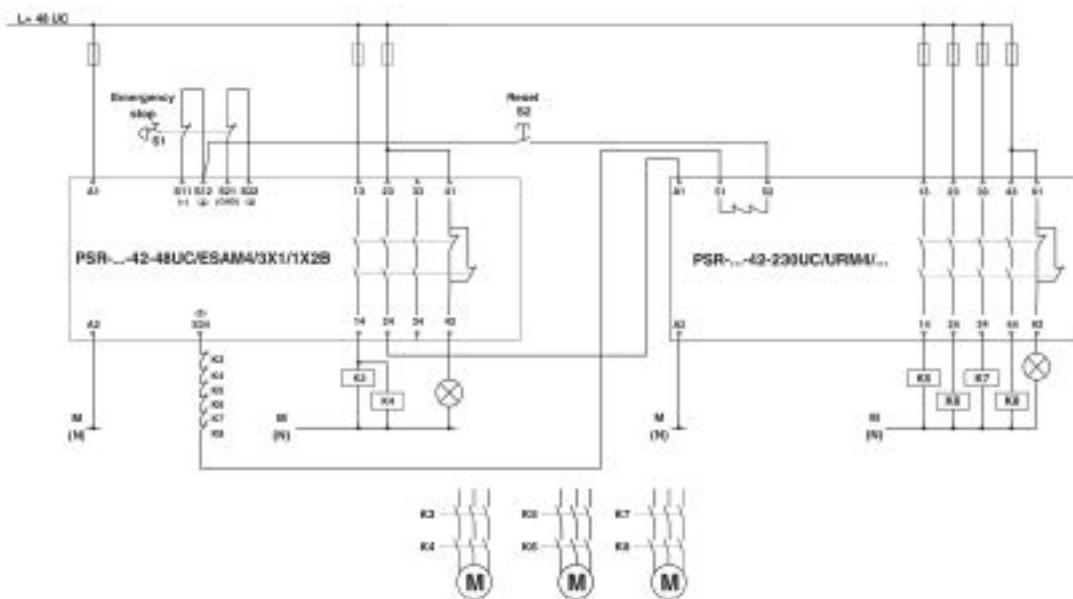 L+ 48 UC
Emergency
stop
S1
Reset
S2
A1 S11 S12 S21 S22 13 23 33 41
A1 S1 S2 13 23 33 43 51
PSR-...-42-48UC/ESAM4/3X1/1X2B
PSR-...-42-230UC/URM4/...
A2 S34 14 24 34 42
A2 14 24 34 44 52
K3
K4
K5
K6
K7
K8
K3
K4
K5
K6
K7
K8
M
(N)
M
(N)
M
(N)
M
(N)
K3 K5 K7
K4 K6 K8
M M M